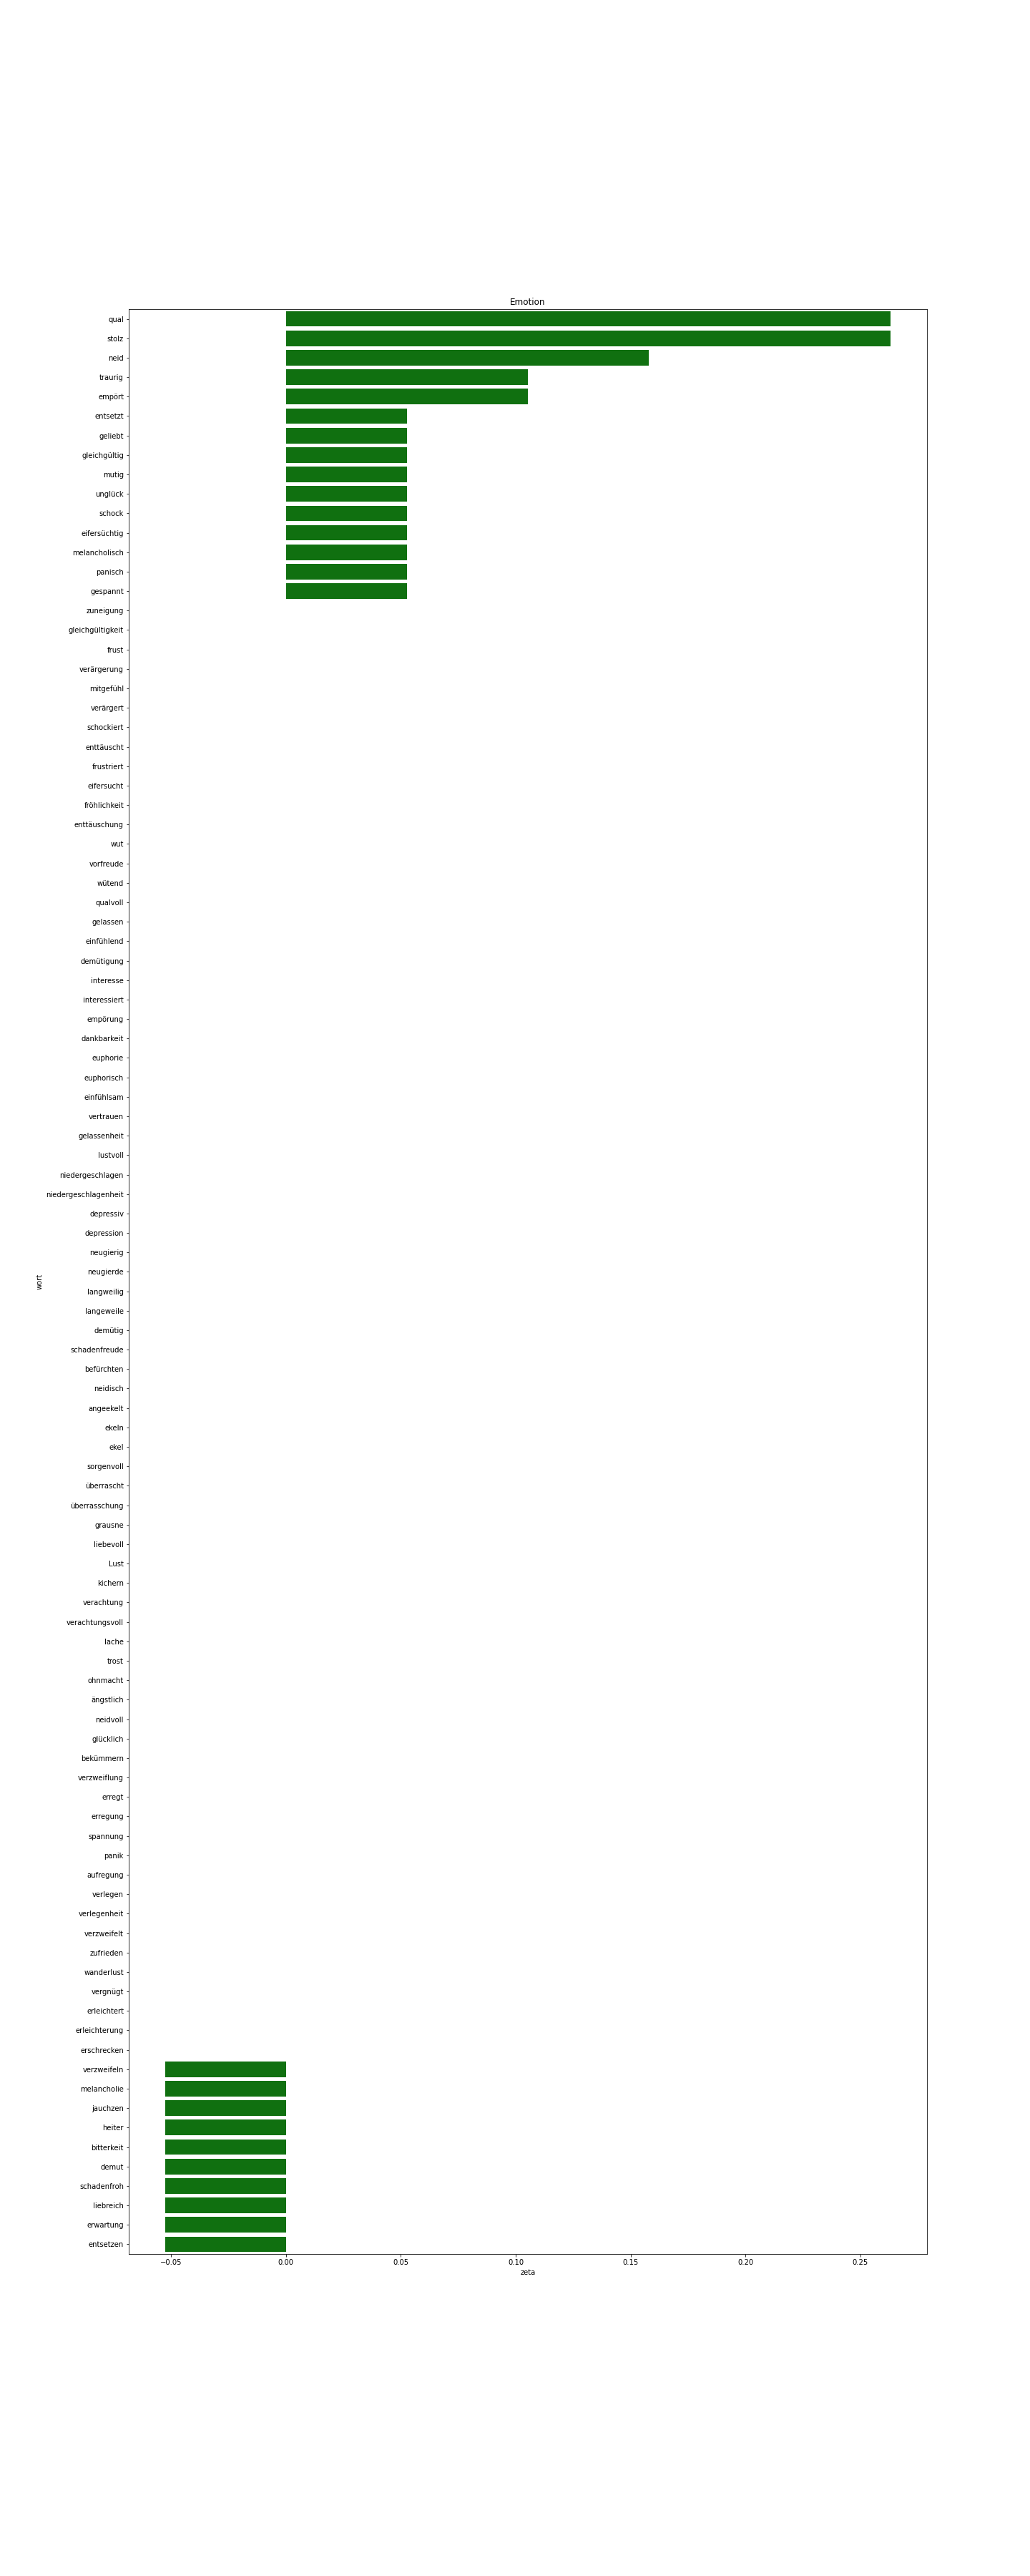 Emotion
qual
stolz
neid
traurig
empört
entsetzt
geliebt
gleichgültig
mutig
unglück
schock
eifersüchtig
melancholisch
panisch
gespannt
zuneigung
gleichgültigkeit
frust
verärgerung
mitgefühl
verärgert
schockiert
enttäuscht
frustriert
eifersucht
fröhlichkeit
enttäuschung
wut
vorfreude
wütend
qualvoll
gelassen
einfühlend
demütigung
interesse
interessiert
empörung
dankbarkeit
euphorie
euphorisch
einfühlsam
vertrauen
gelassenheit
lustvoll
niedergeschlagen
niedergeschlagenheit
depressiv
depression
neugierig
neugierde
langweilig
langeweile
demütig
schadenfreude
befürchten
neidisch
angeekelt
ekeln
ekel
sorgenvoll
überrascht
überrasschung
grausne
liebevoll
Lust
kichern
verachtung
verachtungsvoll
lache
trost
ohnmacht
ängstlich
neidvoll
glücklich
bekümmern
verzweiflung
erregt
erregung
spannung
panik
aufregung
verlegen
verlegenheit
verzweifelt
zufrieden
wanderlust
vergnügt
erleichtert
erleichterung
erschrecken
verzweifeln
melancholie
jauchzen
heiter
bitterkeit
demut
schadenfroh
liebreich
erwartung
entsetzen
wort
−0.05 0.00 0.05 0.10 0.15 0.20 0.25
zeta